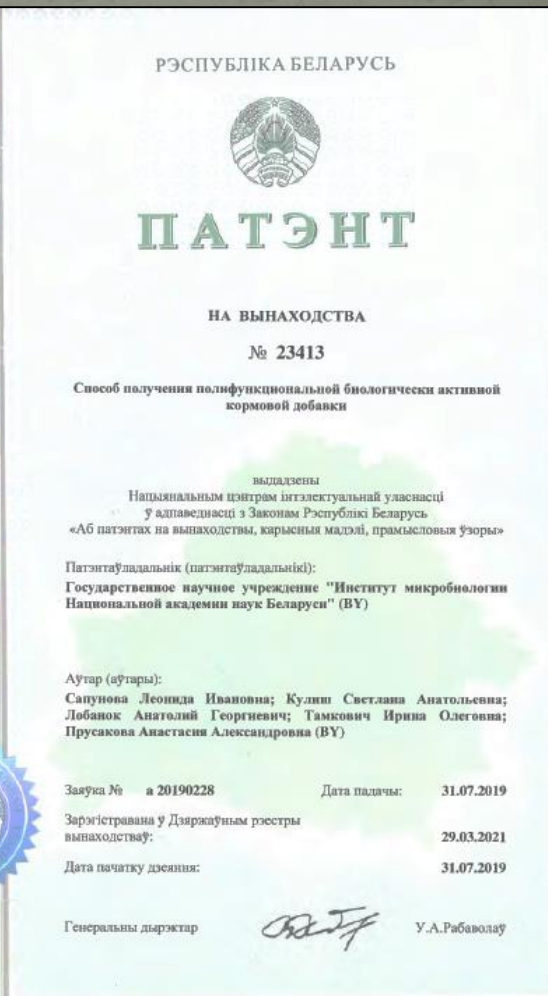 РЭСПУБЛІКА БЕЛАРУСЬ
ПАТЭНТ
НА ВЫНАХОДСТВА
№ 23413
Способ получения полифункциональной биологически активной
кормовой добавки
выдадзены
Нацыянальным цэнтрам інтэлектуальнай уласнасці
ў адпаведнасці з Законам Рэспублікі Беларусь
«Аб патэнтах на вынаходствы, карысныя мадэлі, прамысловыя ўзоры»
Патэнтаўладальнік (патэнтаўладальнікі):
Государственное научное учреждение "Институт микробиологии
Национальной академии наук Беларуси" (BY)
Аўтар (аўтары):
Сапунова Леонида Ивановна; Кулиш Светлана Анатольевна;
Лобанок Анатолий Георгиевич; Тамкович Ирина Олеговна;
Прусакова Анастасия Александровна (BY)
Заяўка № а 20190228 Дата падачы: 31.07.2019
Зарэгістравана ў Дзяржаўным рэестры
вынаходстваў: 29.03.2021
Дата пачатку дзеяння: 31.07.2019
Генеральны дырэктар У.А.Рабаволаў